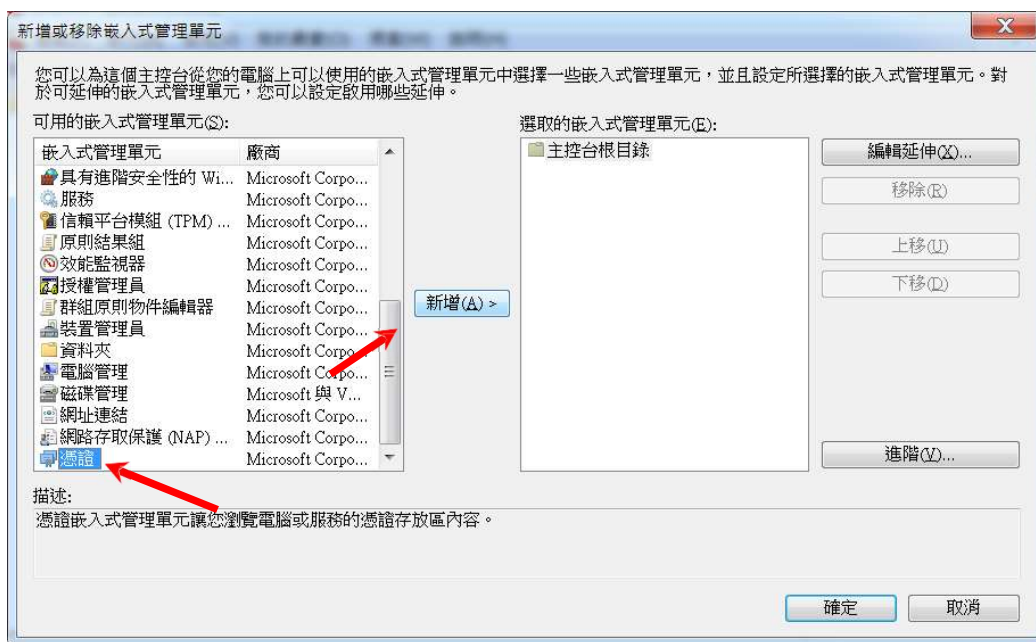 新增或移除嵌入式管理單元
您可以為這個主控台從您的電腦上可以使用的嵌入式管理單元中選擇一些嵌入式管理單元，並且設定所選擇的嵌入式管理單元。對
於可延伸的嵌入式管理單元，您可以設定啟用哪些延伸。
可用的嵌入式管理單元(S):
選取的嵌入式管理單元(E):
嵌入式管理單元 廠商
具有進階安全性的 Wi... Microsoft Corpo...
服務 Microsoft Corpo...
信賴平台模組 (TPM) ... Microsoft Corpo...
原則結果組 Microsoft Corpo...
效能監視器 Microsoft Corpo...
授權管理員 Microsoft Corpo...
群組原則物件編輯器 Microsoft Corpo...
裝置管理員 Microsoft Corpo...
資料夾 Microsoft Corpo...
電腦管理 Microsoft Corpo...
磁碟管理 Microsoft 與 V...
網址連結 Microsoft Corpo...
網路存取保護 (NAP) ... Microsoft Corpo...
憑證 Microsoft Corpo...
新增(A) >
主控台根目錄
編輯延伸(X)...
移除(R)
上移(U)
下移(D)
進階(V)...
描述:
憑證嵌入式管理單元讓您瀏覽電腦或服務的憑證存放區內容。
確定
取消